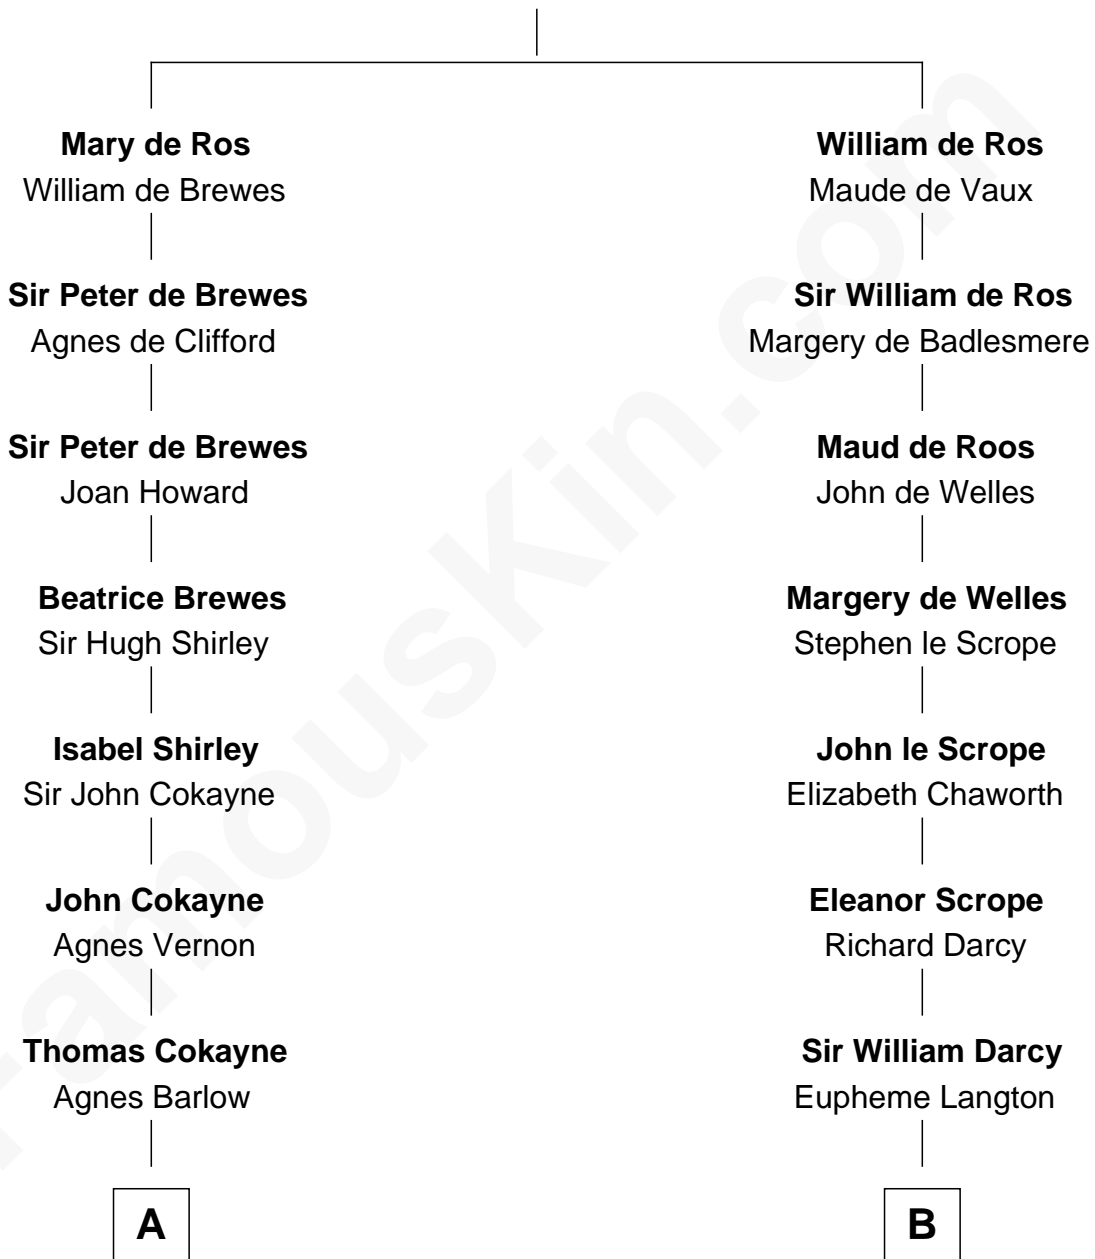 Mary de Ros
William de Brewes
Sir Peter de Brewes
Agnes de Clifford
Sir Peter de Brewes
Joan Howard
Beatrice Brewes
Sir Hugh Shirley
Isabel Shirley
Sir John Cokayne
John Cokayne
Agnes Vernon
Thomas Cokayne
Agnes Barlow
A
William de Ros
Maude de Vaux
Sir William de Ros
Margery de Badlesmere
Maud de Roos
John de Welles
Margery de Welles
Stephen le Scrope
John le Scrope
Elizabeth Chaworth
Eleanor Scrope
Richard Darcy
Sir William Darcy
Eupheme Langton
B
FamousKin.com